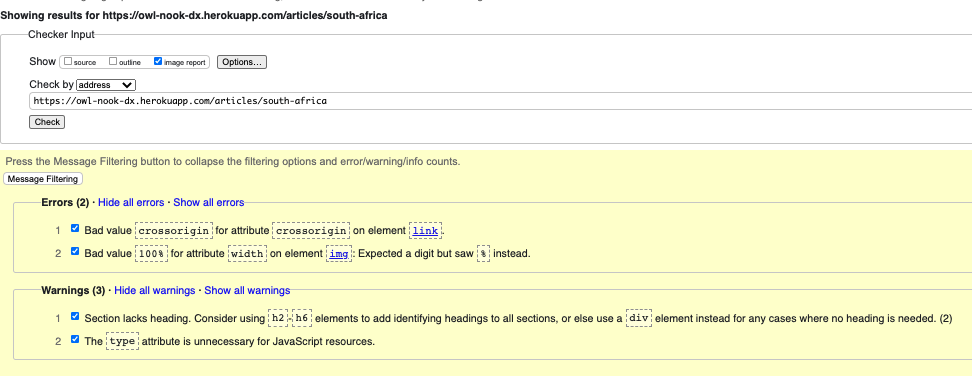 Showing results for https://owl-nook-dx.herokuapp.com/articles/south-africa
Checker Input
Show source outline image report Options...
Check by address
https://owl-nook-dx.herokuapp.com/articles/south-africa
Check
Press the Message Filtering button to collapse the filtering options and error/warning/info counts.
Message Filtering
Errors (2) · Hide all errors · Show all errors
1 Bad value crossorigin for attribute crossorigin on element link.
2 Bad value 100% for attribute width on element img: Expected a digit but saw % instead.
Warnings (3) · Hide all warnings · Show all warnings
1 Section lacks heading. Consider using h2-h6 elements to add identifying headings to all sections, or else use a div element instead for any cases where no heading is needed. (2)
2 The type attribute is unnecessary for JavaScript resources.